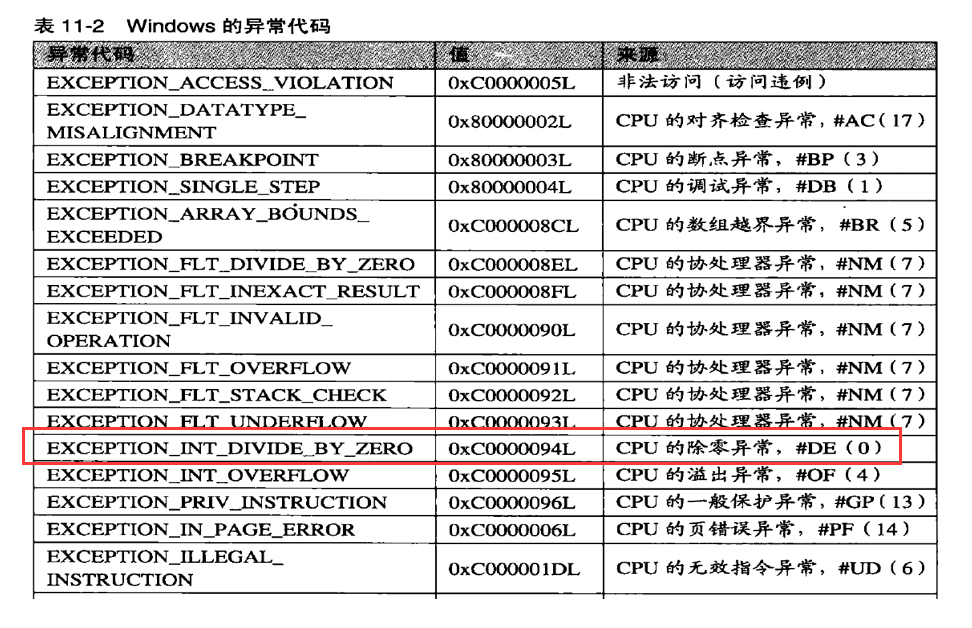 表 11-2 Windows 的异常代码
异常代码 值 来源
EXCEPTION_ACCESS_VIOLATION 0xC0000005L 非法访问（访问违例）
EXCEPTION_DATATYPE_
MISALIGNMENT 0x80000002L CPU 的对齐检查异常，#AC（17）
EXCEPTION_BREAKPOINT 0x80000003L CPU 的断点异常，#BP（3）
EXCEPTION_SINGLE_STEP 0x80000004L CPU 的调试异常，#DB（1）
EXCEPTION_ARRAY_BOUNDS_
EXCEEDED 0xC000008CL CPU 的数组越界异常，#BR（5）
EXCEPTION_FLT_DIVIDE_BY_ZERO 0xC000008EL CPU 的协处理器异常，#NM（7）
EXCEPTION_FLT_INEXACT_RESULT 0xC000008FL CPU 的协处理器异常，#NM（7）
EXCEPTION_FLT_INVALID_
OPERATION 0xC0000090L CPU 的协处理器异常，#NM（7）
EXCEPTION_FLT_OVERFLOW 0xC0000091L CPU 的协处理器异常，#NM（7）
EXCEPTION_FLT_STACK_CHECK 0xC0000092L CPU 的协处理器异常，#NM（7）
EXCEPTION_FLT_UNDERFLOW 0xC0000093L CPU 的协处理器异常，#NM（7）
EXCEPTION_INT_DIVIDE_BY_ZERO 0xC0000094L CPU 的除零异常，#DE（0）
EXCEPTION_INT_OVERFLOW 0xC0000095L CPU 的溢出异常，#OF（4）
EXCEPTION_PRIV_INSTRUCTION 0xC0000096L CPU 的一般保护异常，#GP（13）
EXCEPTION_IN_PAGE_ERROR 0xC0000006L CPU 的页错误异常，#PF（14）
EXCEPTION_ILLEGAL_
INSTRUCTION 0xC000001DL CPU 的无效指令异常，#UD（6）